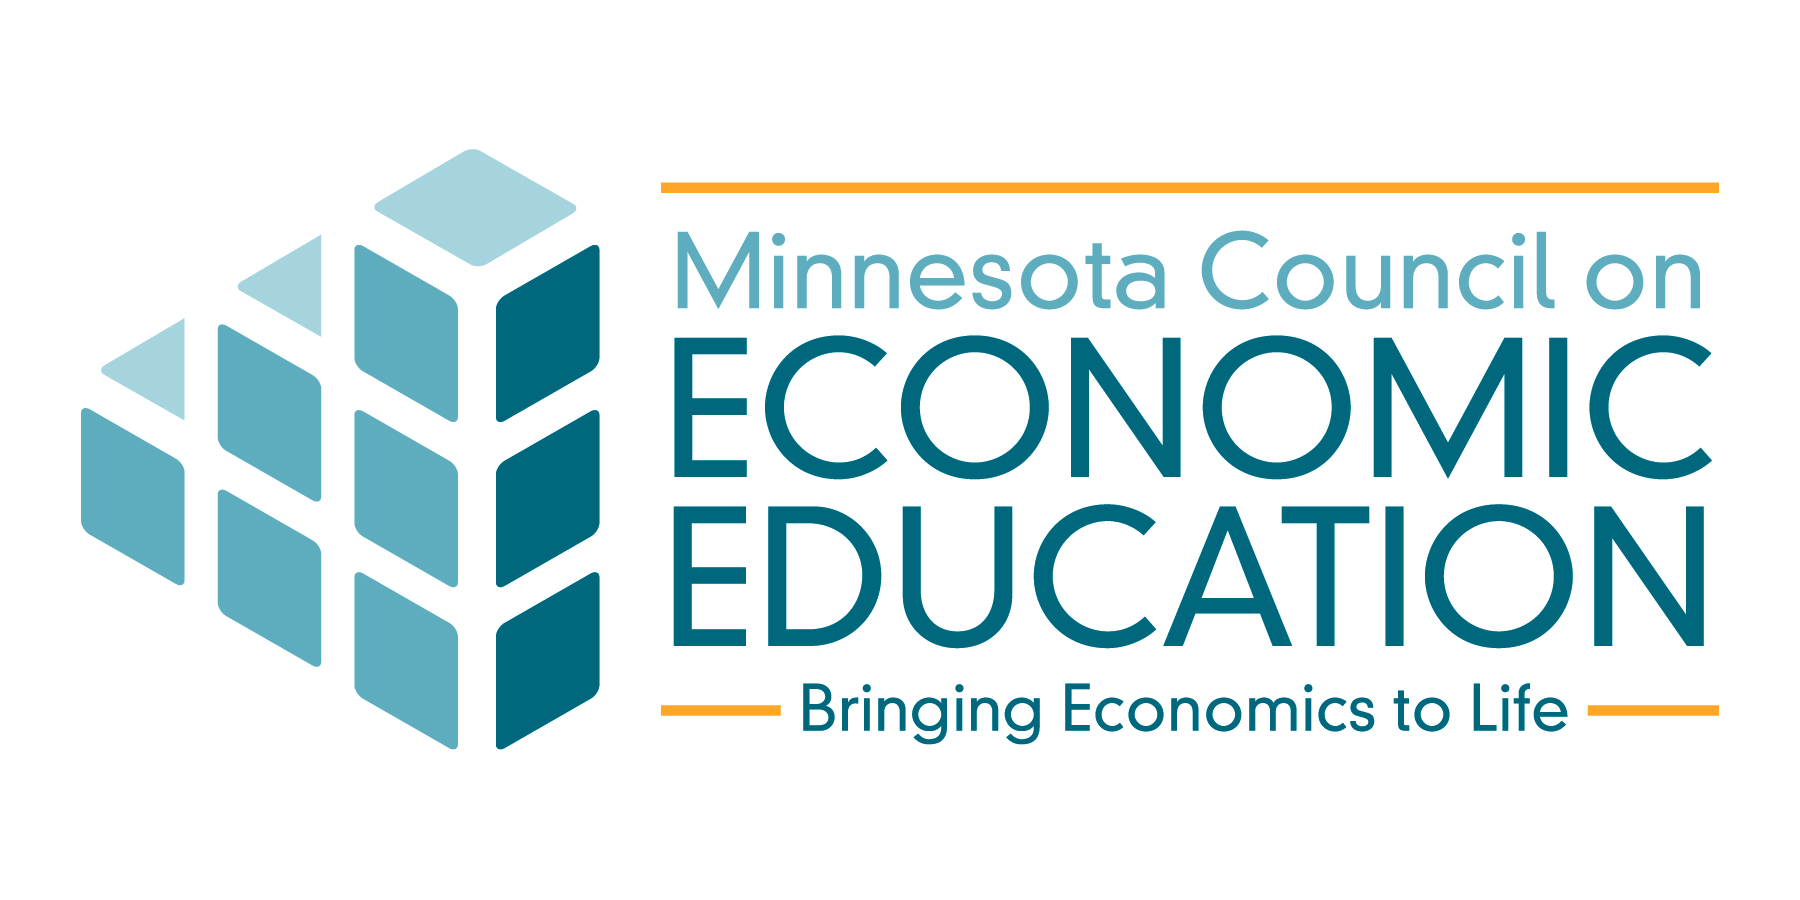 Minnesota Council on
ECONOMIC
EDUCATION
Bringing Economics to Life